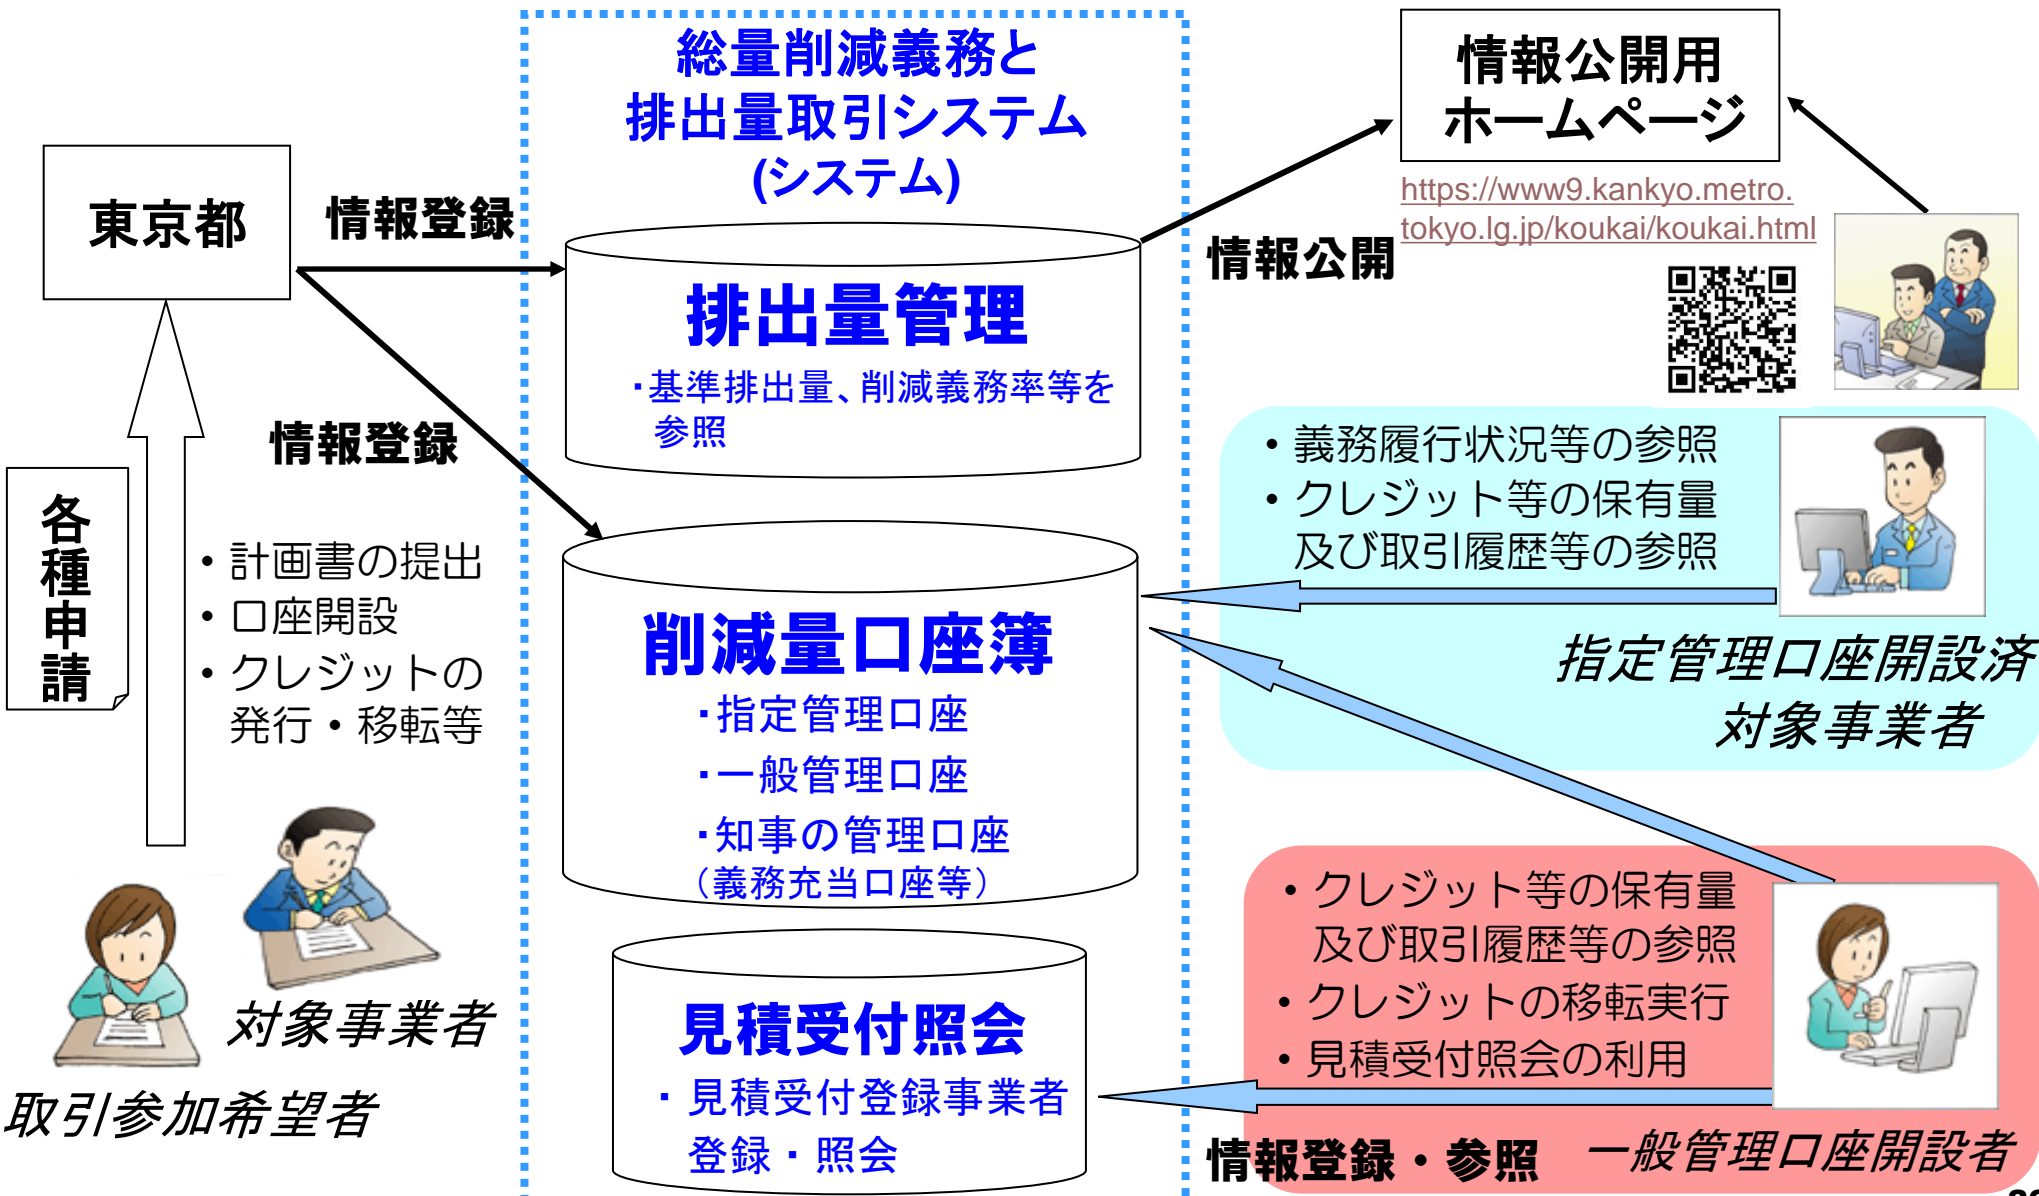 総量削減義務と
排出量取引システム
(システム)
情報公開用
ホームページ
https://www9.kankyo.metro.
tokyo.lg.jp/koukai/koukai.html
東京都
情報登録
情報公開
排出量管理
・基準排出量、削減義務率等を
参照
情報登録
各種申請
・計画書の提出
・口座開設
・クレジットの
発行・移転等
・義務履行状況等の参照
・クレジット等の保有量
及び取引履歴等の参照
指定管理口座開設済
対象事業者
削減量口座簿
・指定管理口座
・一般管理口座
・知事の管理口座
（義務充当口座等）
・クレジット等の保有量
及び取引履歴等の参照
・クレジットの移転実行
・見積受付照会の利用
一般管理口座開設者
情報登録・参照
見積受付照会
・見積受付登録事業者
登録・照会
対象事業者
取引参加希望者